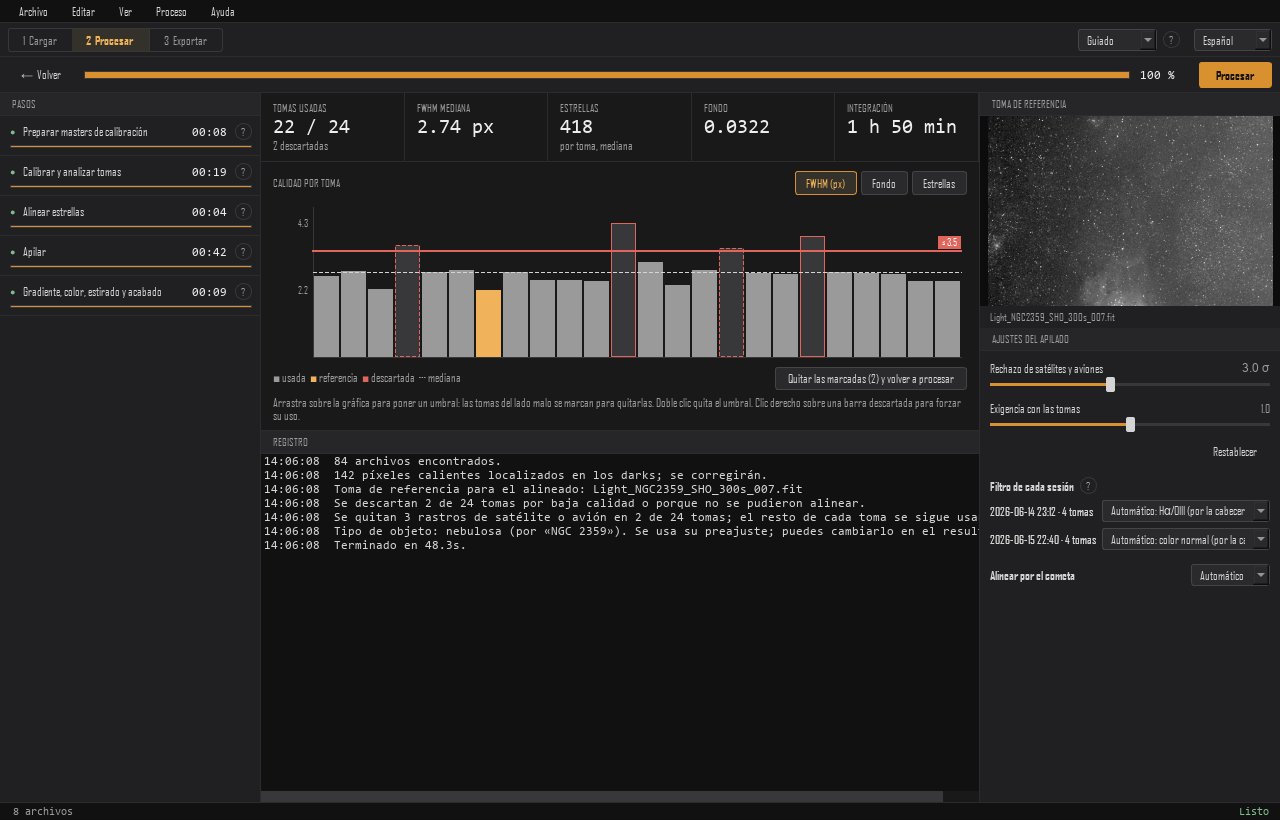 Archivo Editar Ver Proceso Ayuda
1 Cargar 2 Procesar 3 Exportar Guiado ? Español
← Volver 100 % Procesar
PASOS
Preparar masters de calibración 00:08 ?
Calibrar y analizar tomas 00:19 ?
Alinear estrellas 00:04 ?
Apilar 00:42 ?
Gradiente, color, estirado y acabado 00:09 ?
TOMAS USADAS
22 / 24
2 descartadas
FWHM MEDIANA
2.74 px
ESTRELLAS
418
por toma, mediana
FONDO
0.0322
INTEGRACIÓN
1 h 50 min
CALIDAD POR TOMA FWHM (px) Fondo Estrellas
4.3
3.5
2.2
usada referencia descartada mediana
Quitar las marcadas (2) y volver a procesar
Arrastra sobre la gráfica para poner un umbral: las tomas del lado malo se marcan para quitarlas. Doble clic quita el umbral. Clic derecho sobre una barra descartada para forzar
su uso.
REGISTRO
14:06:08 84 archivos encontrados.
14:06:08 142 píxeles calientes localizados en los darks; se corregirán.
14:06:08 Toma de referencia para el alineado: Light_NGC2359_SHO_300s_007.fit
14:06:08 Se descartan 2 de 24 tomas por baja calidad o porque no se pudieron alinear.
14:06:08 Se quitan 3 rastros de satélite o avión en 2 de 24 tomas; el resto de cada toma se sigue usa
14:06:08 Tipo de objeto: nebulosa (por «NGC 2359»). Se usa su preajuste; puedes cambiarlo en el resul
14:06:08 Terminado en 48.3s.
TOMA DE REFERENCIA
Light_NGC2359_SHO_300s_007.fit
AJUSTES DEL APILADO
Rechazo de satélites y aviones 3.0 σ
Exigencia con las tomas 1.0
Restablecer
Filtro de cada sesión ?
2026-06-14 23:12 · 4 tomas Automático: Hα/OIII (por la cabecer
2026-06-15 22:40 · 4 tomas Automático: color normal (por la ca
Alinear por el cometa Automático
8 archivos Listo